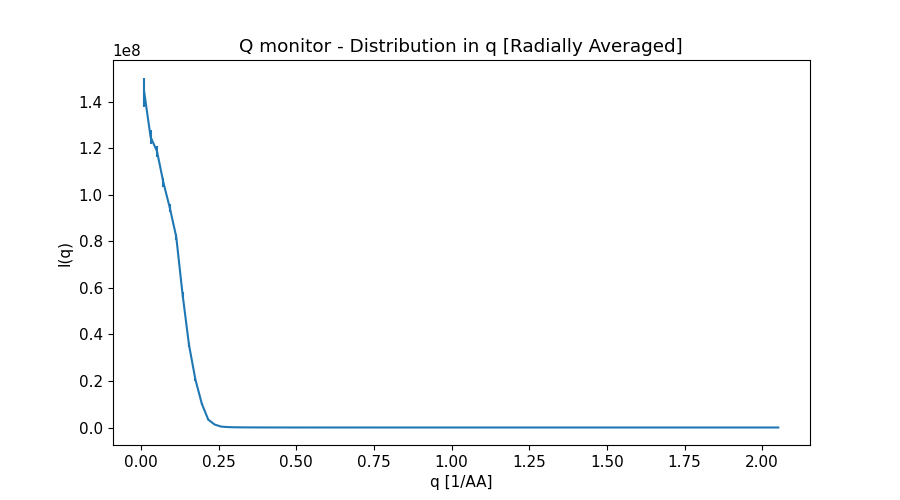 Q monitor - Distribution in q [Radially Averaged]
1e8
1.4
1.2
1.0
0.8
0.6
0.4
0.2
0.0
I(q)
0.00 0.25 0.50 0.75 1.00 1.25 1.50 1.75 2.00
q [1/AA]